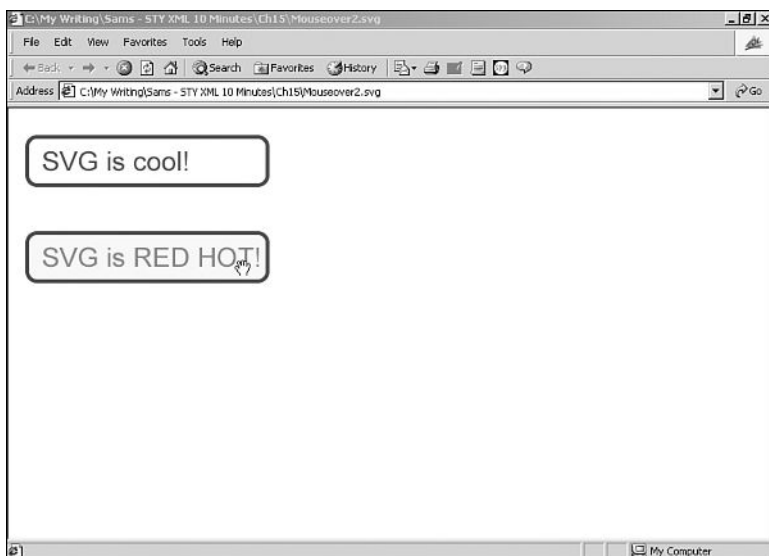 C:\My Writing\Sams - STY XML 10 Minutes\Ch15\Mouseover2.svg
File Edit View Favorites Tools Help
Back Search Favorites History
Address C:\My Writing\Sams - STY XML 10 Minutes\Ch15\Mouseover2.svg Go
SVG is cool!
SVG is RED HOT!
My Computer